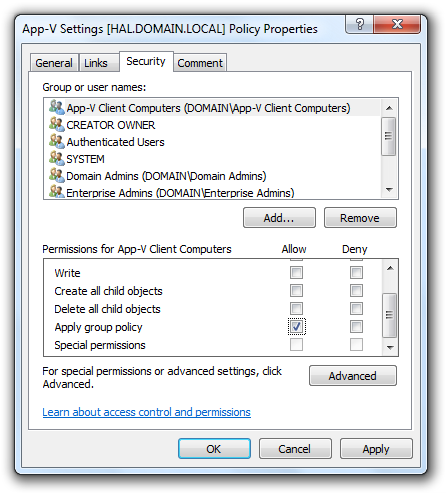 App-V Settings [HAL.DOMAIN.LOCAL] Policy Properties
General Links Security Comment
Group or user names:
App-V Client Computers (DOMAIN\App-V Client Computers)
CREATOR OWNER
Authenticated Users
SYSTEM
Domain Admins (DOMAIN\Domain Admins)
Enterprise Admins (DOMAIN\Enterprise Admins)
Add... Remove
Permissions for App-V Client Computers Allow Deny
Write
Create all child objects
Delete all child objects
Apply group policy
Special permissions
For special permissions or advanced settings, click
Advanced.
Advanced
Learn about access control and permissions
OK Cancel Apply